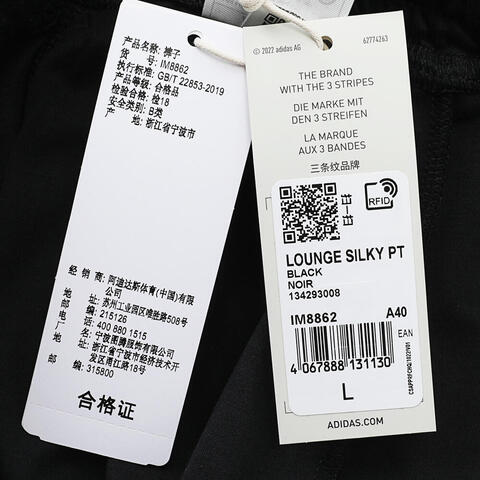 产品名称: 裤子
货 号: IM8862
执行标准: GB/T 22853-2019
产品等级: 合格品
检验合格: 检18
安全类别: B类
产 地: 浙江省宁波市
经 销 商: 阿迪达斯体育(中国)有限
公司
地 址: 苏州工业园区唯胜路508号
邮 编: 215126
电 话: 400 880 1515
厂 名: 宁波图腾服饰有限公司
地 址: 浙江省宁波经济技术开
发区甬江路18号
邮 编: 315800
合格证
© 2022 adidas AG
62774263
THE BRAND
WITH THE 3 STRIPES
DIE MARKE MIT
DEN 3 STREIFEN
LA MARQUE
AUX 3 BANDES
三条纹品牌
RFID
LOUNGE SILKY PT
BLACK
NOIR
134293008
IM8862 A40
EAN
4 067888 131130
L
ADIDAS.COM